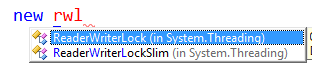 new rwl
ReaderWriterLock (in System.Threading)
ReaderWriterLockSlim (in System.Threading)